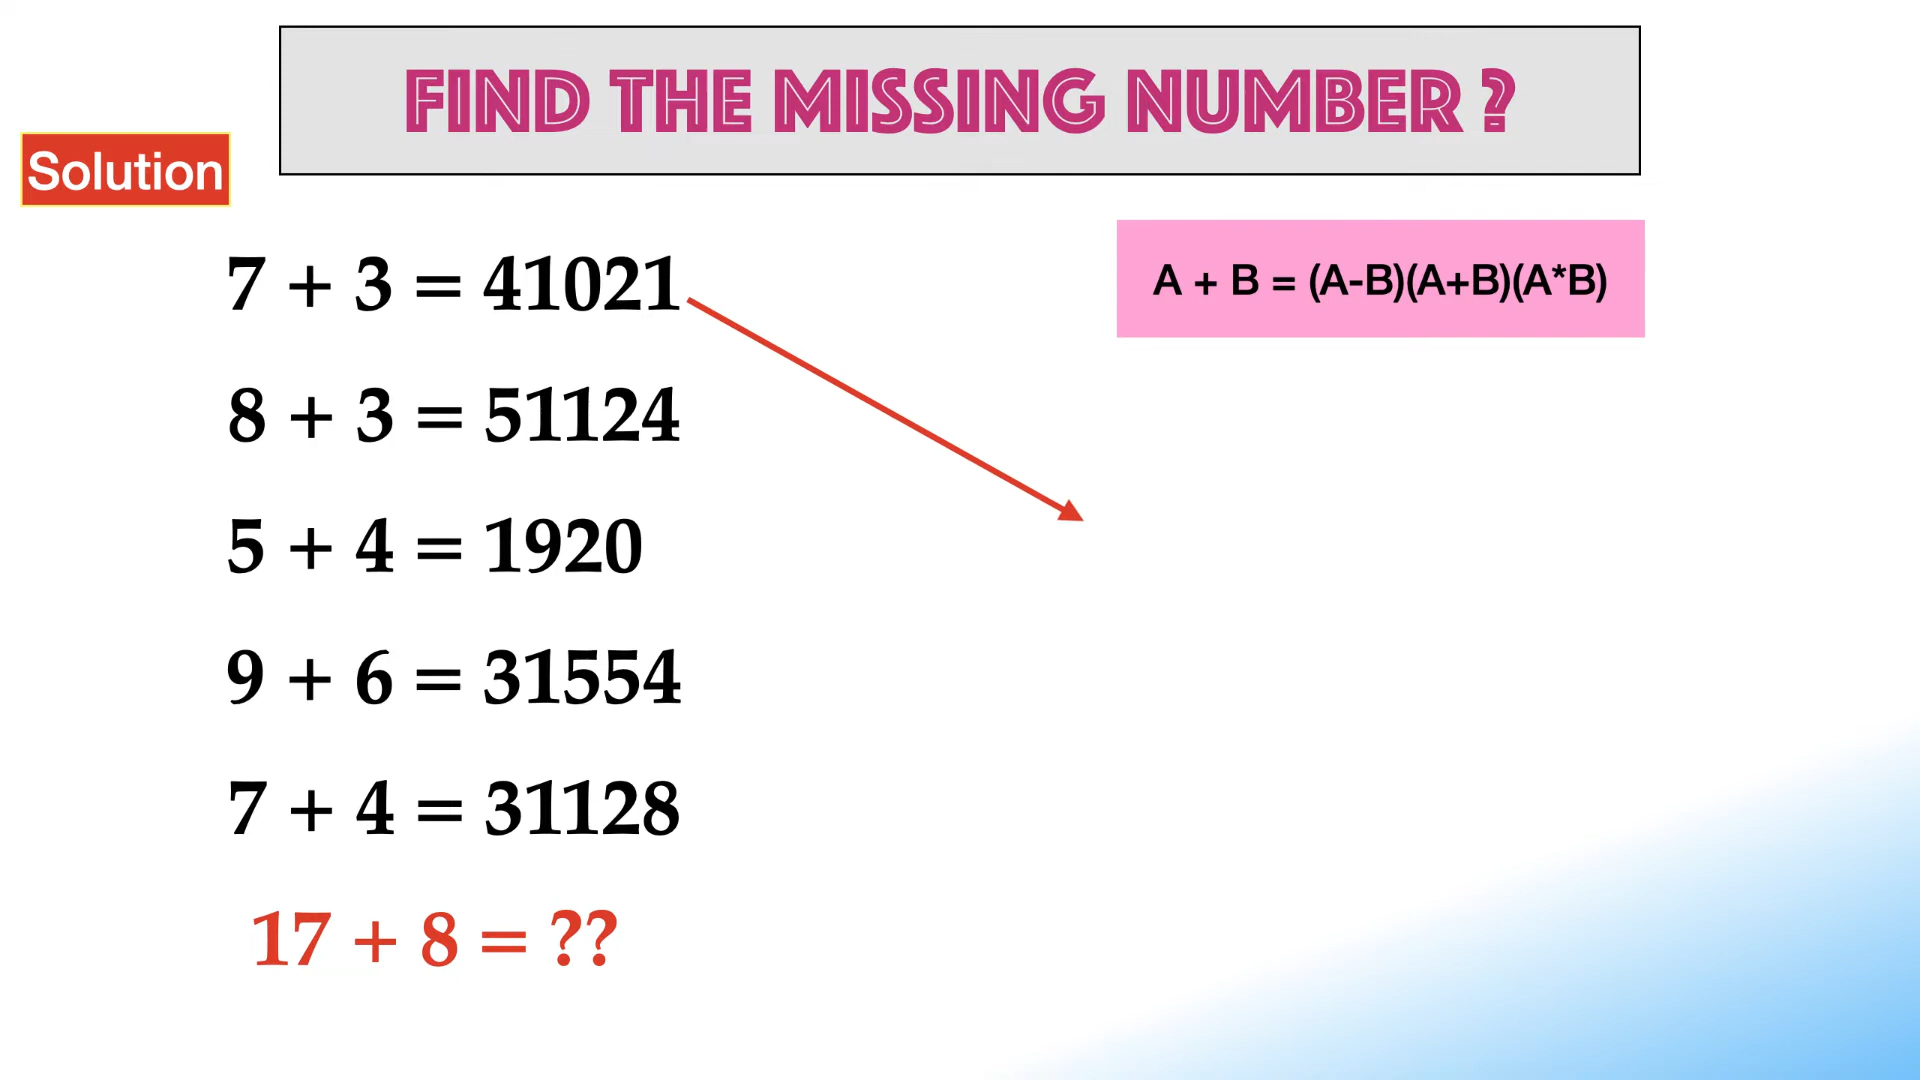 FIND THE MISSING NUMBER ?
Solution
A + B = (A-B)(A+B)(A*B)
7 + 3 = 41021
8 + 3 = 51124
5 + 4 = 1920
9 + 6 = 31554
7 + 4 = 31128
17 + 8 = ??